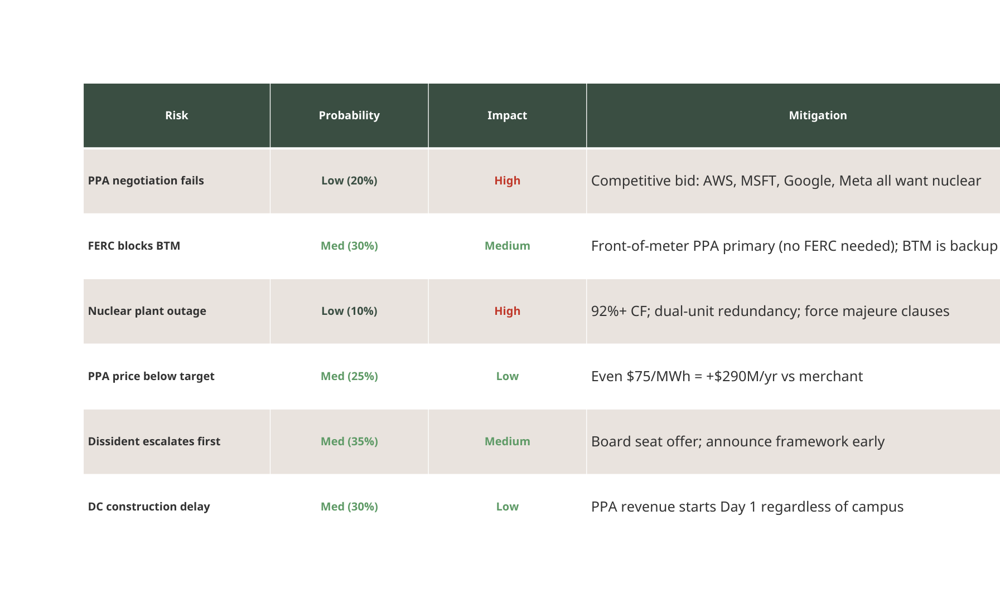 Risk Probability Impact Mitigation
PPA negotiation fails Low (20%) High Competitive bid: AWS, MSFT, Google, Meta all want nuclear
FERC blocks BTM Med (30%) Medium Front-of-meter PPA primary (no FERC needed); BTM is backup
Nuclear plant outage Low (10%) High 92%+ CF; dual-unit redundancy; force majeure clauses
PPA price below target Med (25%) Low Even $75/MWh = +$290M/yr vs merchant
Dissident escalates first Med (35%) Medium Board seat offer; announce framework early
DC construction delay Med (30%) Low PPA revenue starts Day 1 regardless of campus